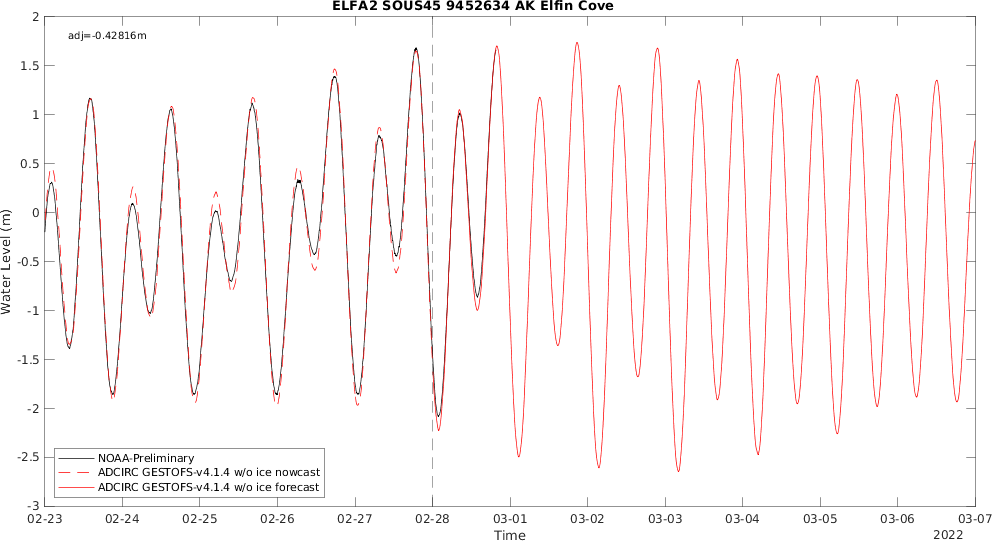 ELFA2 SOUS45 9452634 AK Elfin Cove
adj=-0.42816m
2
1.5
1
0.5
0
-0.5
-1
-1.5
-2
-2.5
-3
Water Level (m)
NOAA-Preliminary
ADCIRC GESTOFS-v4.1.4 w/o ice nowcast
ADCIRC GESTOFS-v4.1.4 w/o ice forecast
02-23 02-24 02-25 02-26 02-27 02-28 03-01 03-02 03-03 03-04 03-05 03-06 03-07
Time
2022